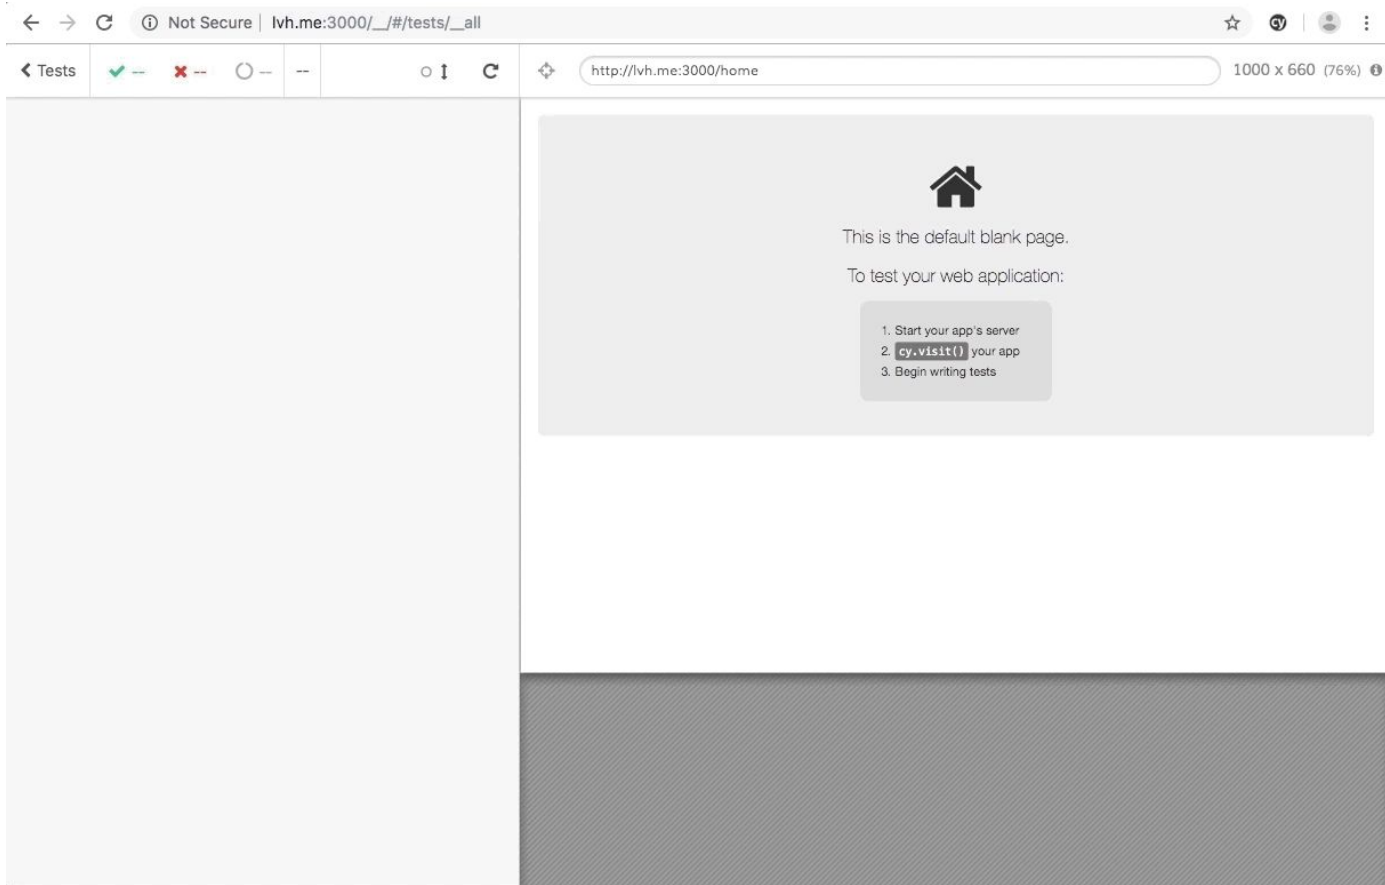 Not Secure | lvh.me:3000/__/#/tests/__all
cy
Tests -- -- -- --
http://lvh.me:3000/home
1000 x 660 (76%)
This is the default blank page.
To test your web application:
1. Start your app's server
2. cy.visit() your app
3. Begin writing tests